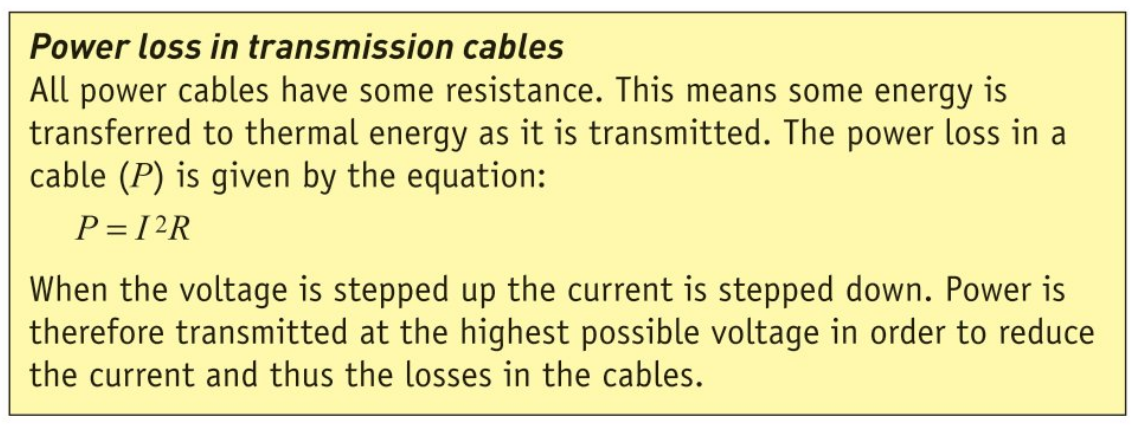 Power loss in transmission cables
All power cables have some resistance. This means some energy is
transferred to thermal energy as it is transmitted. The power loss in a
cable (P) is given by the equation:
P = I²R
When the voltage is stepped up the current is stepped down. Power is
therefore transmitted at the highest possible voltage in order to reduce
the current and thus the losses in the cables.